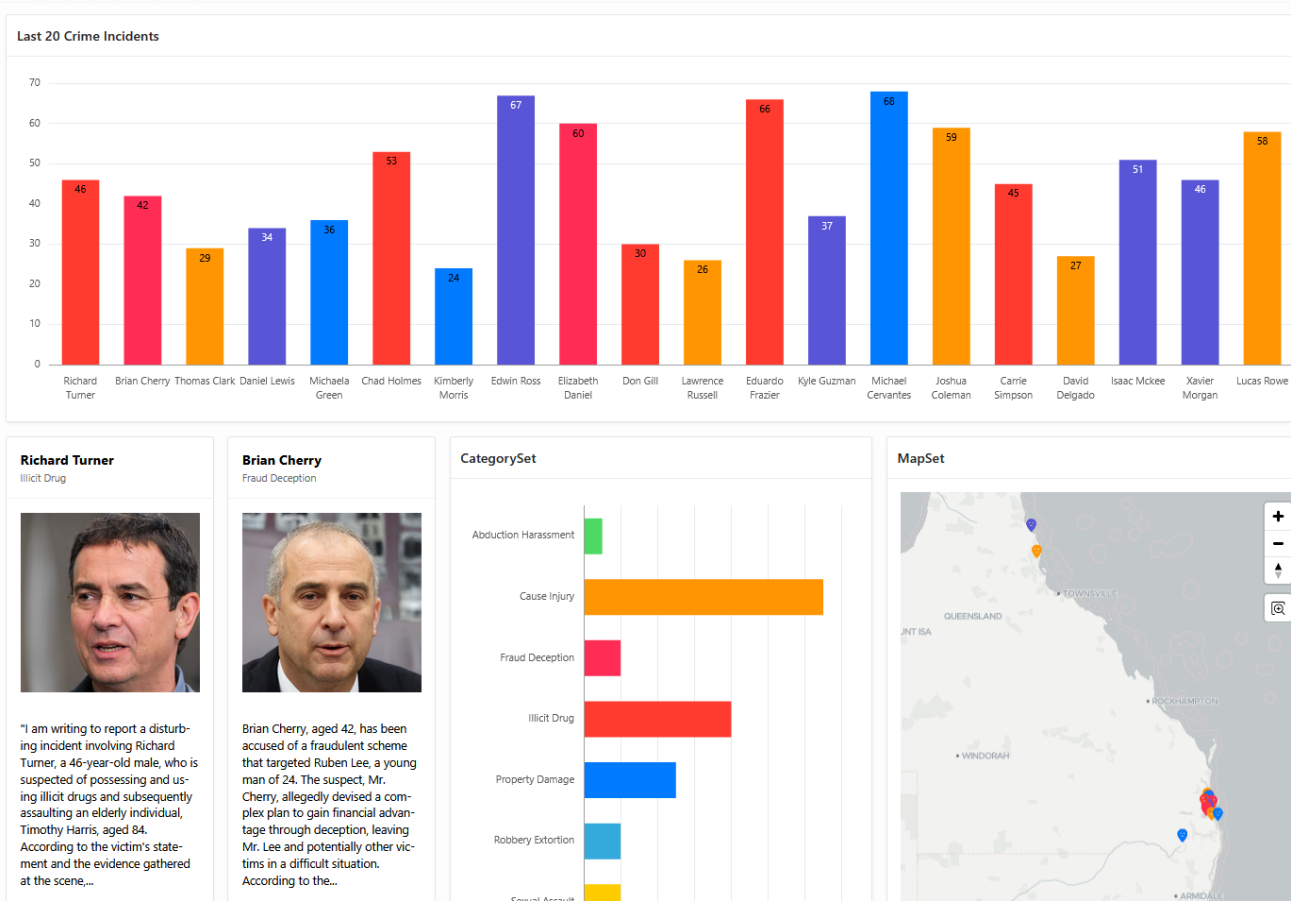 Last 20 Crime Incidents
70
60
50
40
30
20
10
0
46
42
29
34
36
53
24
67
60
30
26
66
37
68
59
45
27
51
46
58
Richard
Turner
Brian Cherry
Thomas Clark
Daniel Lewis
Michaela
Green
Chad Holmes
Kimberly
Morris
Edwin Ross
Elizabeth
Daniel
Don Gill
Lawrence
Russell
Eduardo
Frazier
Kyle Guzman
Michael
Cervantes
Joshua
Coleman
Carrie
Simpson
David
Delgado
Isaac Mckee
Xavier
Morgan
Lucas Rowe
Richard Turner
Illicit Drug
"I am writing to report a disturb-
ing incident involving Richard
Turner, a 46-year-old male, who is
suspected of possessing and us-
ing illicit drugs and subsequently
assaulting an elderly individual,
Timothy Harris, aged 84.
According to the victim's state-
ment and the evidence gathered
at the scene,...
Brian Cherry
Fraud Deception
Brian Cherry, aged 42, has been
accused of a fraudulent scheme
that targeted Ruben Lee, a young
man of 24. The suspect, Mr.
Cherry, allegedly devised a com-
plex plan to gain financial advan-
tage through deception, leaving
Mr. Lee and potentially other vic-
tims in a difficult situation.
According to the...
CategorySet
Abduction Harassment
Cause Injury
Fraud Deception
Illicit Drug
Property Damage
Robbery Extortion
Sexual Assault
MapSet
TOWNSVILLE
QUEENSLAND
UNT ISA
ROCKHAMPTON
WINDORAH
ARMIDALE